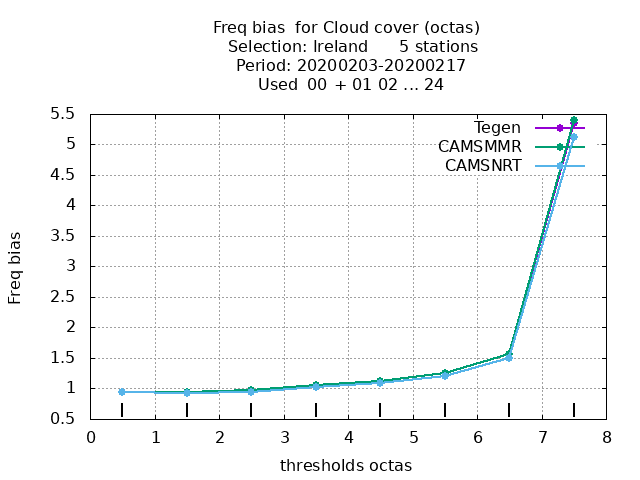 Freq bias  for Cloud cover (octas)
Selection: Ireland      5 stations
Period: 20200203-20200217
Used  00  + 01 02 ... 24
5.5
5
4.5
4
3.5
3
2.5
2
1.5
1
0.5
Freq bias
Tegen
CAMSMMR
CAMSNRT
0 1 2 3 4 5 6 7 8
thresholds octas